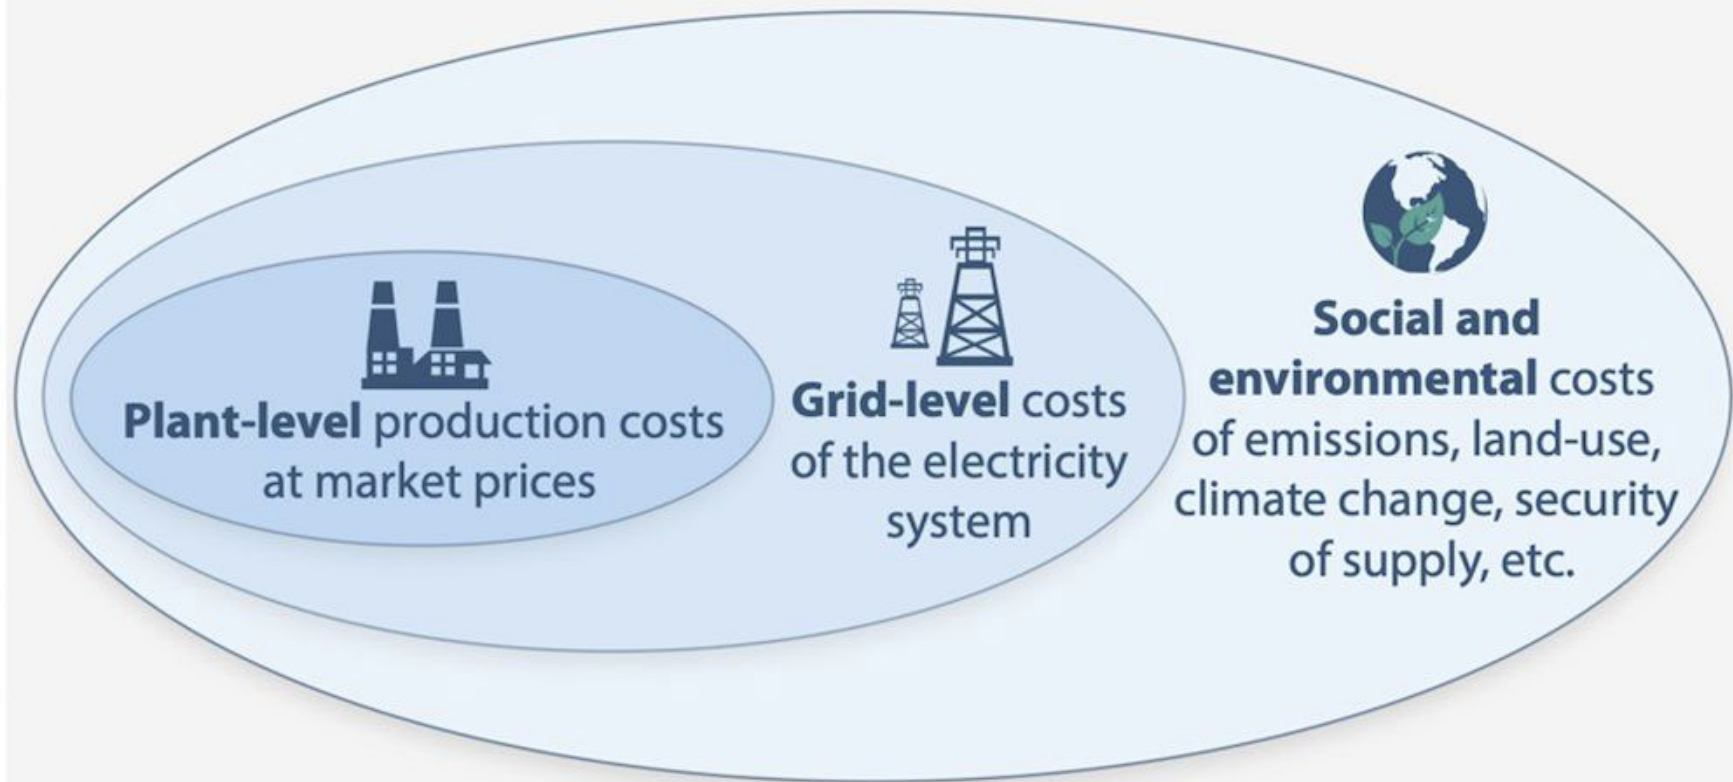 Plant-level production costs
at market prices
Grid-level costs
of the electricity
system
Social and
environmental costs
of emissions, land-use,
climate change, security
of supply, etc.